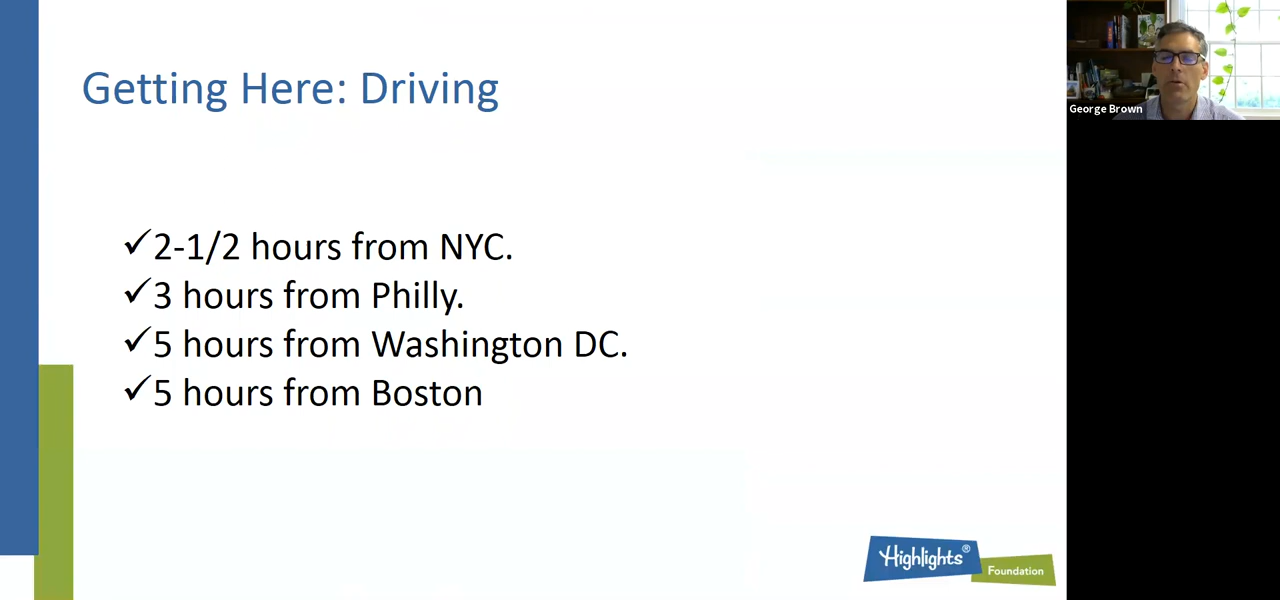 Getting Here: Driving
✓2-1/2 hours from NYC.
✓3 hours from Philly.
✓5 hours from Washington DC.
✓5 hours from Boston
Highlights®
Foundation
George Brown